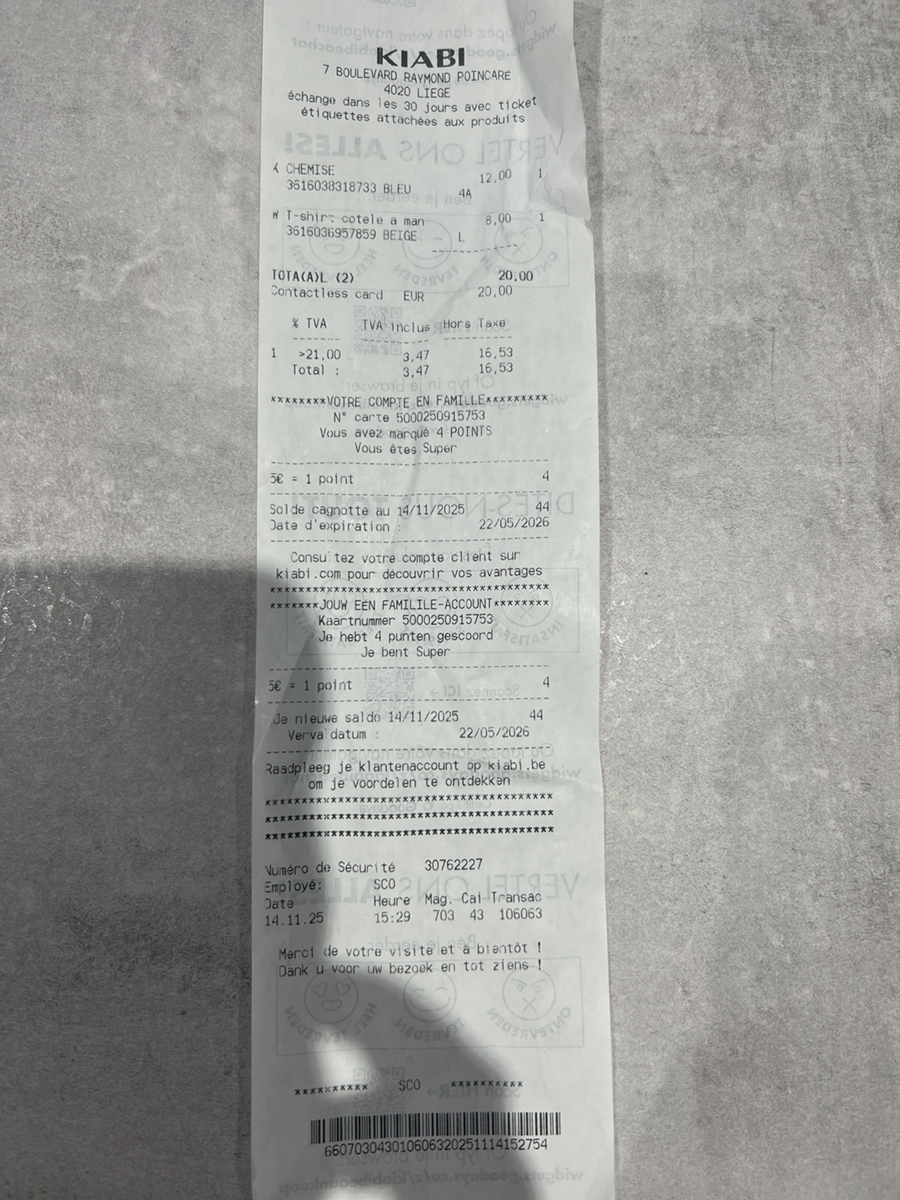 KIABI
7 BOULEVARD RAYMOND POINCARE
4020 LIEGE
échange dans les 30 jours avec ticket
étiquettes attachées aux produits
CHEMISE 12,00 1
3616038318733 BLEU 4A
W T-shirt cotele a man 8,00 1
3616036957859 BEIGE L
TOTA(A)L (2) 20,00
Contactless card EUR 20,00
% TVA TVA inclus Hors Taxe
1 >21,00 3,47 16,53
Total : 3,47 16,53
********VOTRE COMPTE EN FAMILLE*********
N° carte 5000250915753
Vous avez marqué 4 POINTS
Vous êtes Super
5€ = 1 point 4
Solde cagnotte au 14/11/2025 44
Date d'expiration : 22/05/2026
Consultez votre compte client sur
kiabi.com pour découvrir vos avantages
****************************************
*******JOUW EEN FAMILILE-ACCOUNT********
Kaartnummer 5000250915753
Je hebt 4 punten gescoord
Je bent Super
5€ = 1 point 4
Je nieuwe saldo 14/11/2025 44
Vervaldatum : 22/05/2026
Raadpleeg je klantenaccount op kiabi.be
om je voordelen te ontdekken
****************************************
****************************************
****************************************
Numéro de Sécurité 30762227
Employé: SCO
Date Heure Mag. Cai Transac
14.11.25 15:29 703 43 106063
Merci de votre visite et à bientôt !
Dank u voor uw bezoek en tot ziens !
********** SCO **********
660703043010606320251114152754